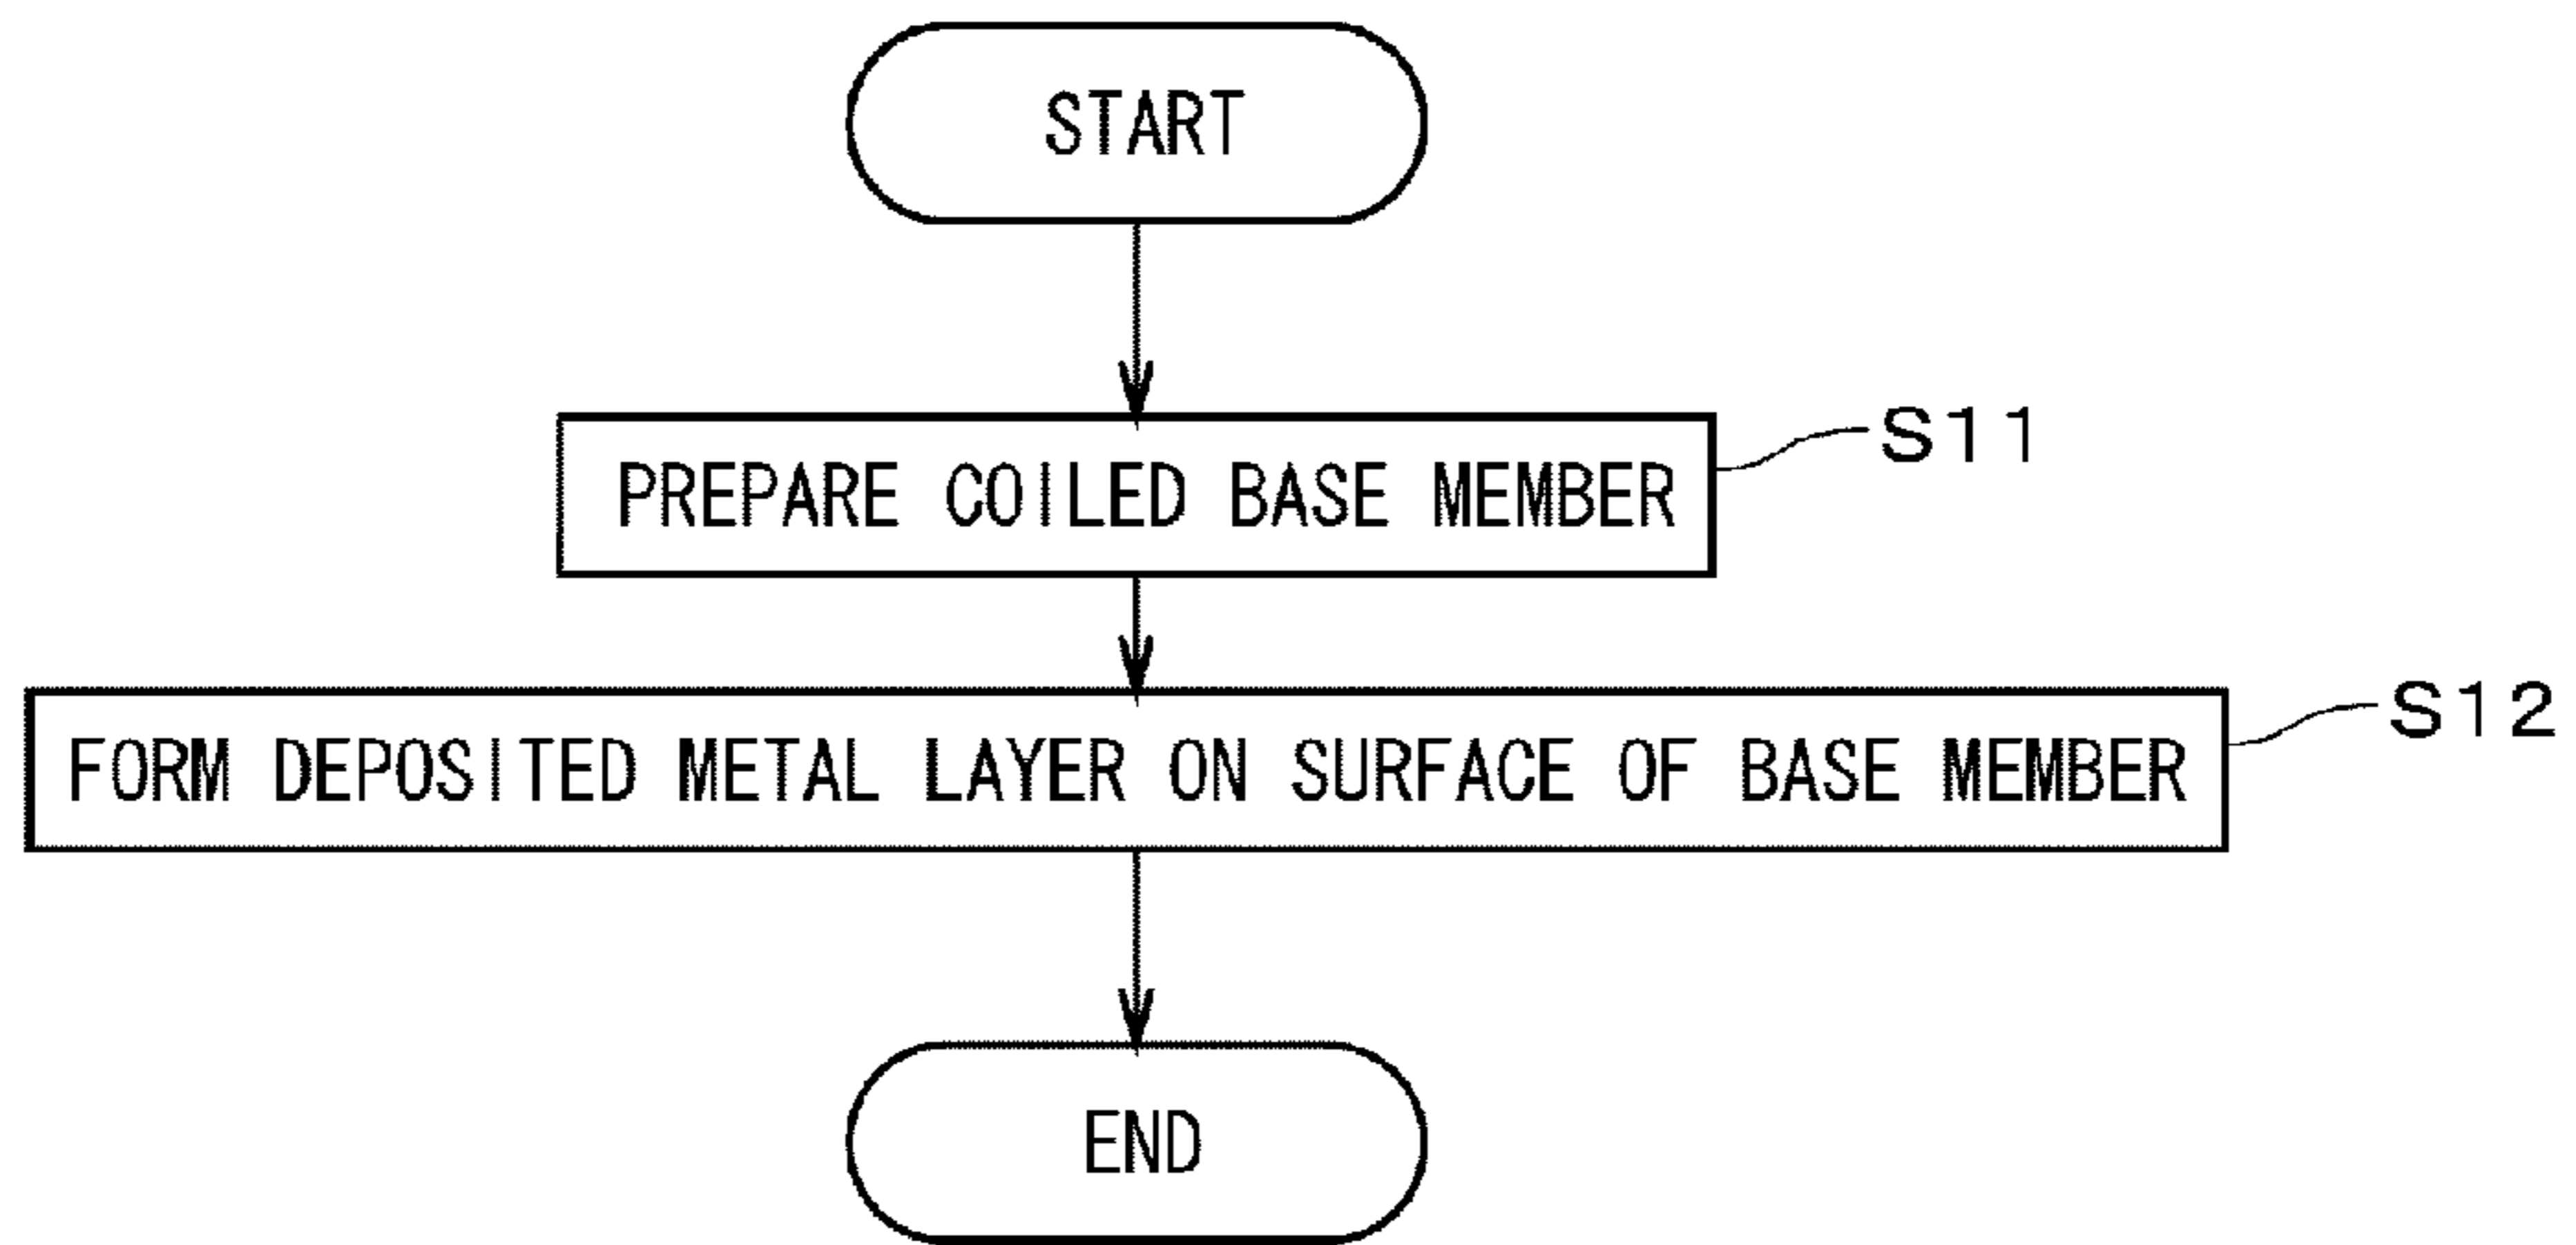 START
PREPARE COILED BASE MEMBER
S11
FORM DEPOSITED METAL LAYER ON SURFACE OF BASE MEMBER
S12
END